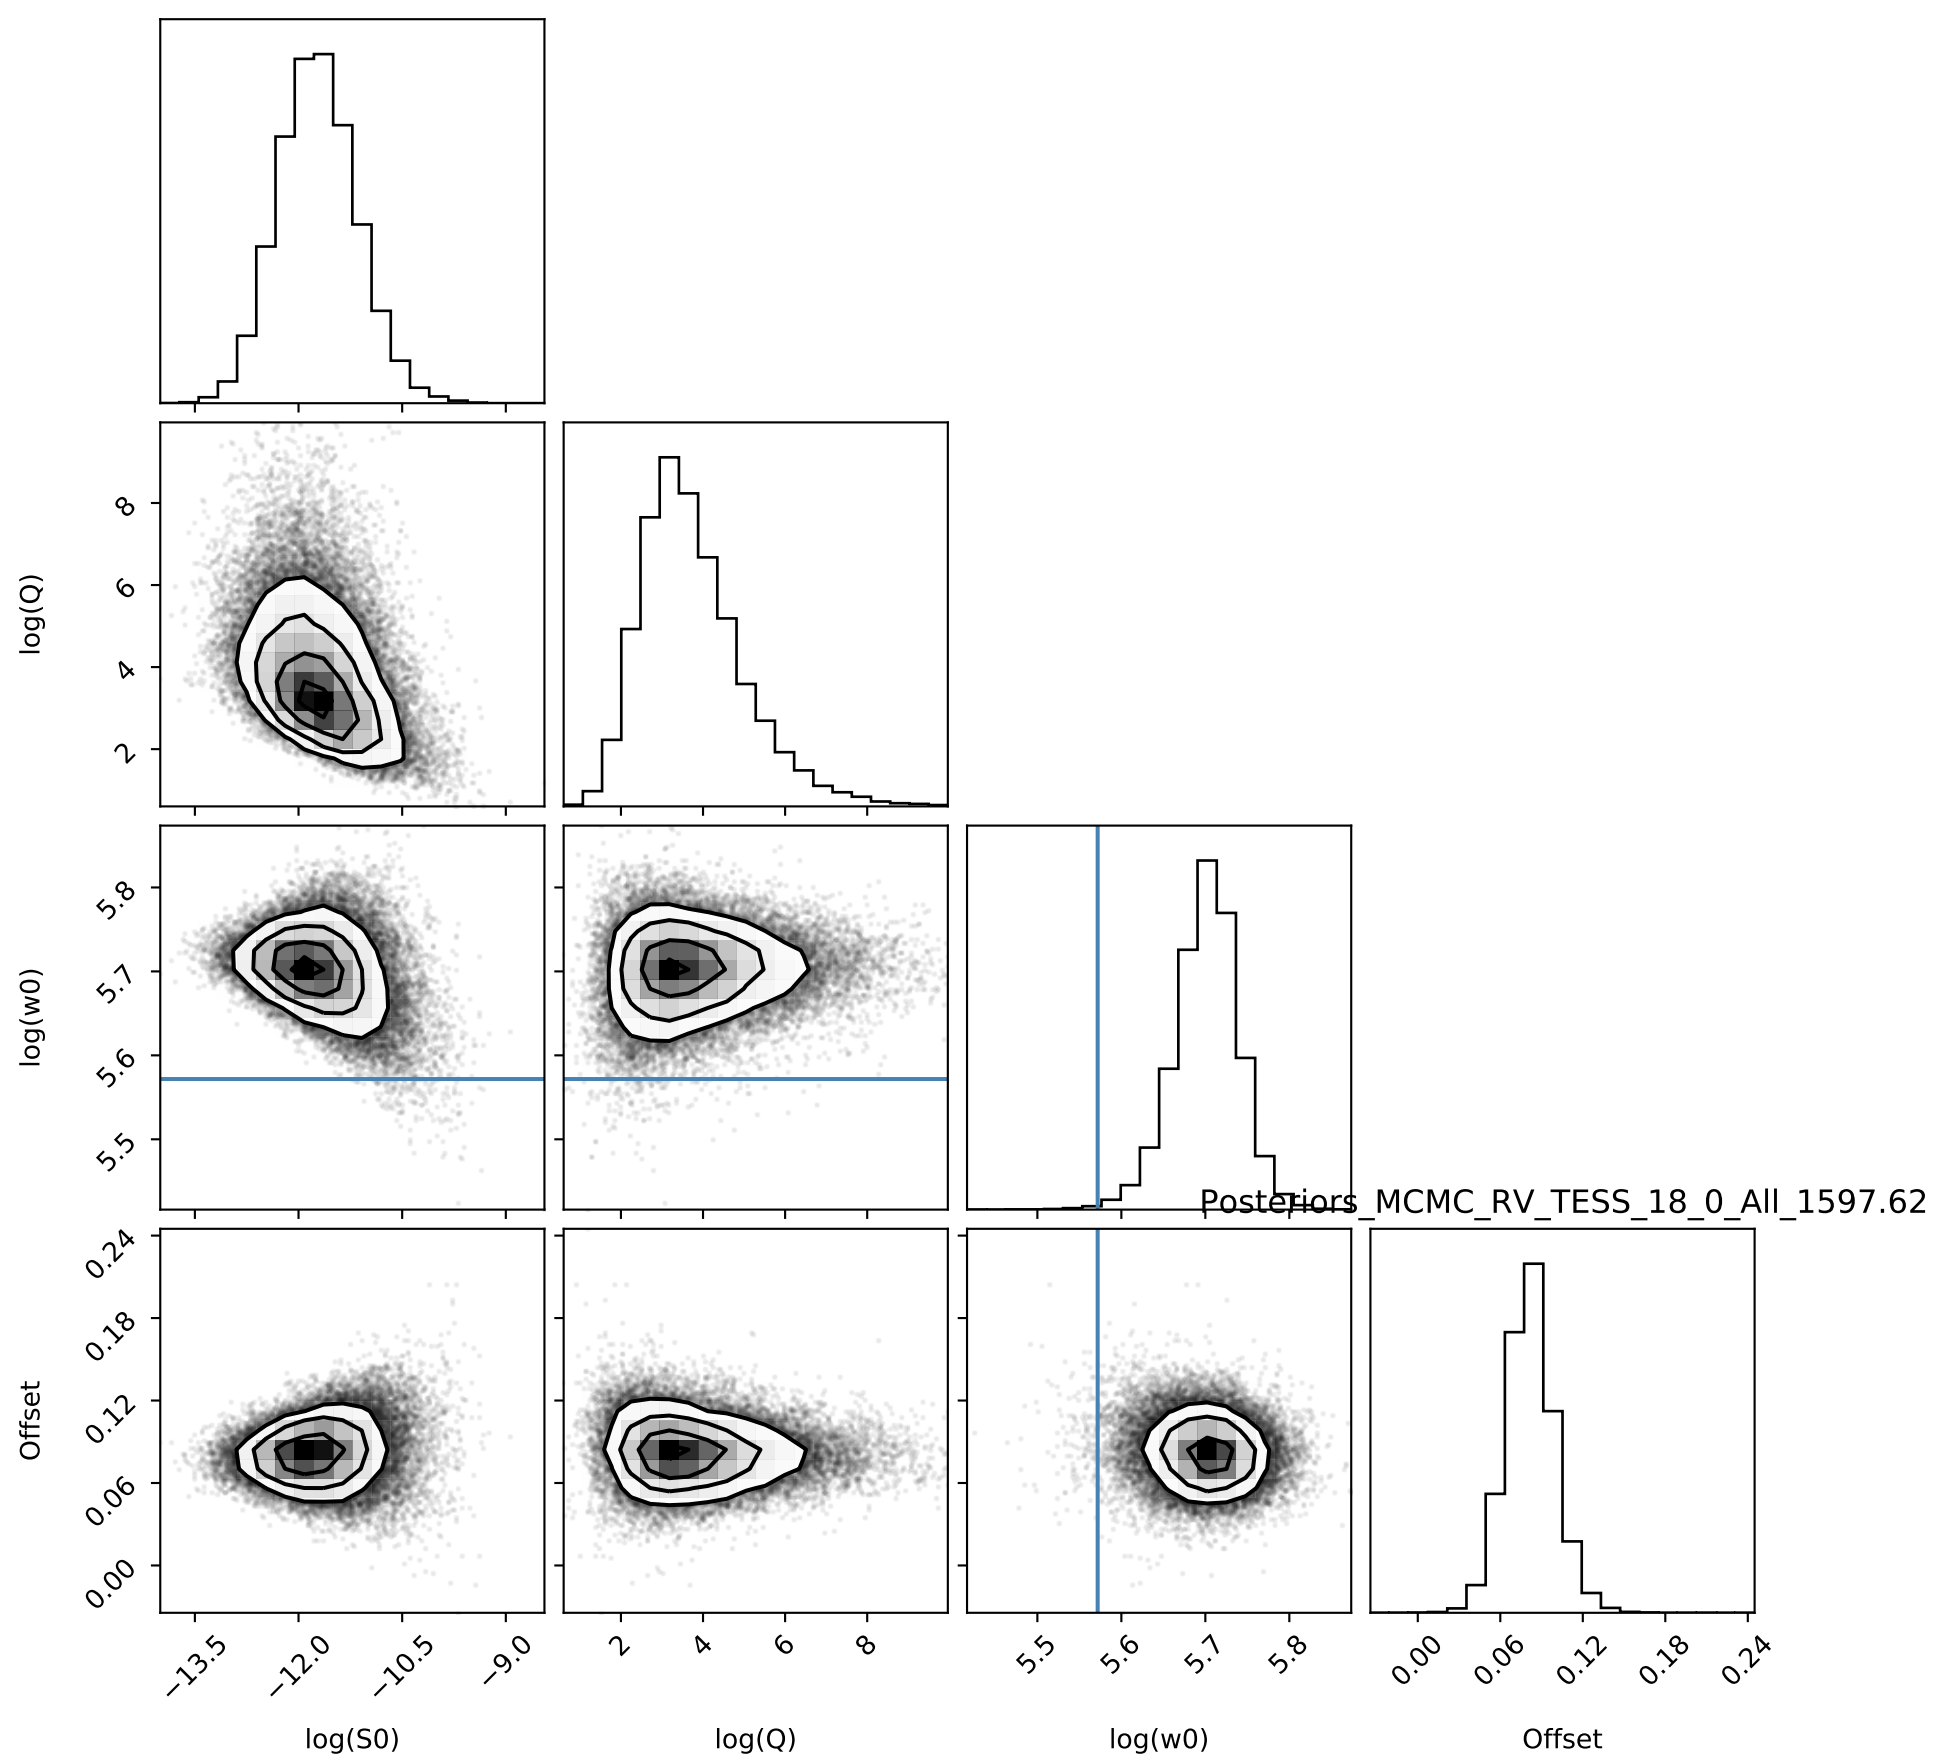 log(Q)
8
6
4
2
log(w0)
5.8
5.7
5.6
5.5
Posteriors_MCMC_RV_TESS_18_0_All_1597.62
Offset
0.24
0.18
0.12
0.06
0.00
−13.5 −12.0 −10.5 −9.0 2 4 6 8 5.5 5.6 5.7 5.8 0.00 0.06 0.12 0.18 0.24
log(S0) log(Q) log(w0) Offset